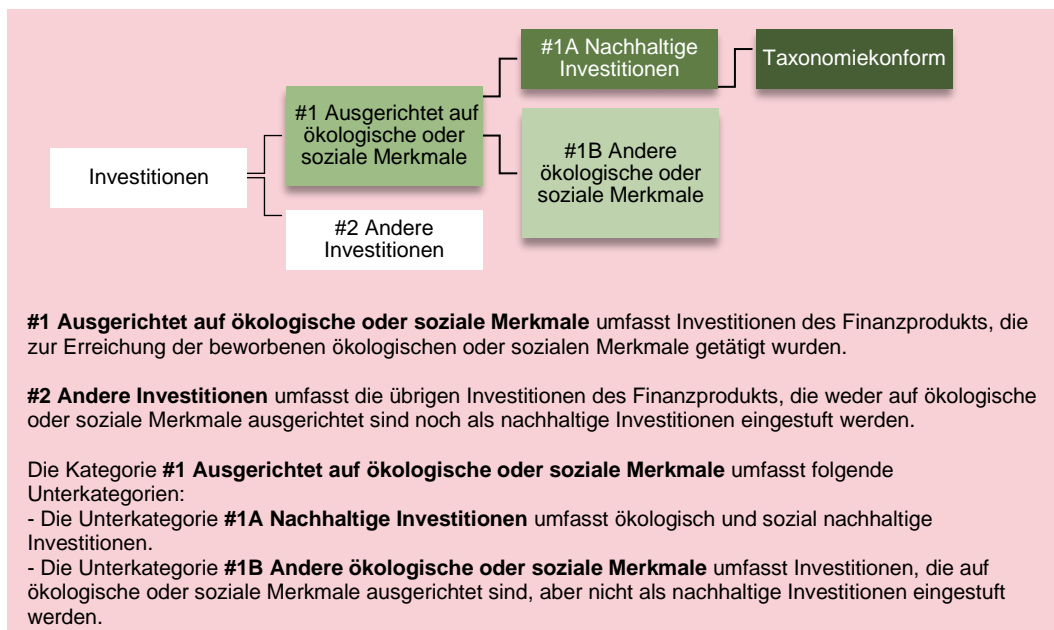 #1A Nachhaltige
Investitionen
Taxonomiekonform
#1 Ausgerichtet auf
ökologische oder
soziale Merkmale
#1B Andere
ökologische oder
soziale Merkmale
Investitionen
#2 Andere
Investitionen
#1 Ausgerichtet auf ökologische oder soziale Merkmale umfasst Investitionen des Finanzprodukts, die
zur Erreichung der beworbenen ökologischen oder sozialen Merkmale getätigt wurden.
#2 Andere Investitionen umfasst die übrigen Investitionen des Finanzprodukts, die weder auf ökologische
oder soziale Merkmale ausgerichtet sind noch als nachhaltige Investitionen eingestuft werden.
Die Kategorie #1 Ausgerichtet auf ökologische oder soziale Merkmale umfasst folgende
Unterkategorien:
- Die Unterkategorie #1A Nachhaltige Investitionen umfasst ökologisch und sozial nachhaltige
Investitionen.
- Die Unterkategorie #1B Andere ökologische oder soziale Merkmale umfasst Investitionen, die auf
ökologische oder soziale Merkmale ausgerichtet sind, aber nicht als nachhaltige Investitionen eingestuft
werden.